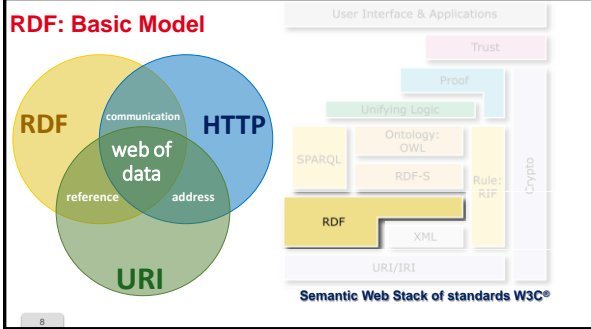 RDF: Basic Model
RDF
communication
HTTP
web of
data
reference
address
URI
User Interface & Applications
Trust
Proof
Unifying Logic
SPARQL
Ontology:
OWL
RDF-S
Rule:
RIF
Crypto
RDF
XML
URI/IRI
Semantic Web Stack of standards W3C®
8